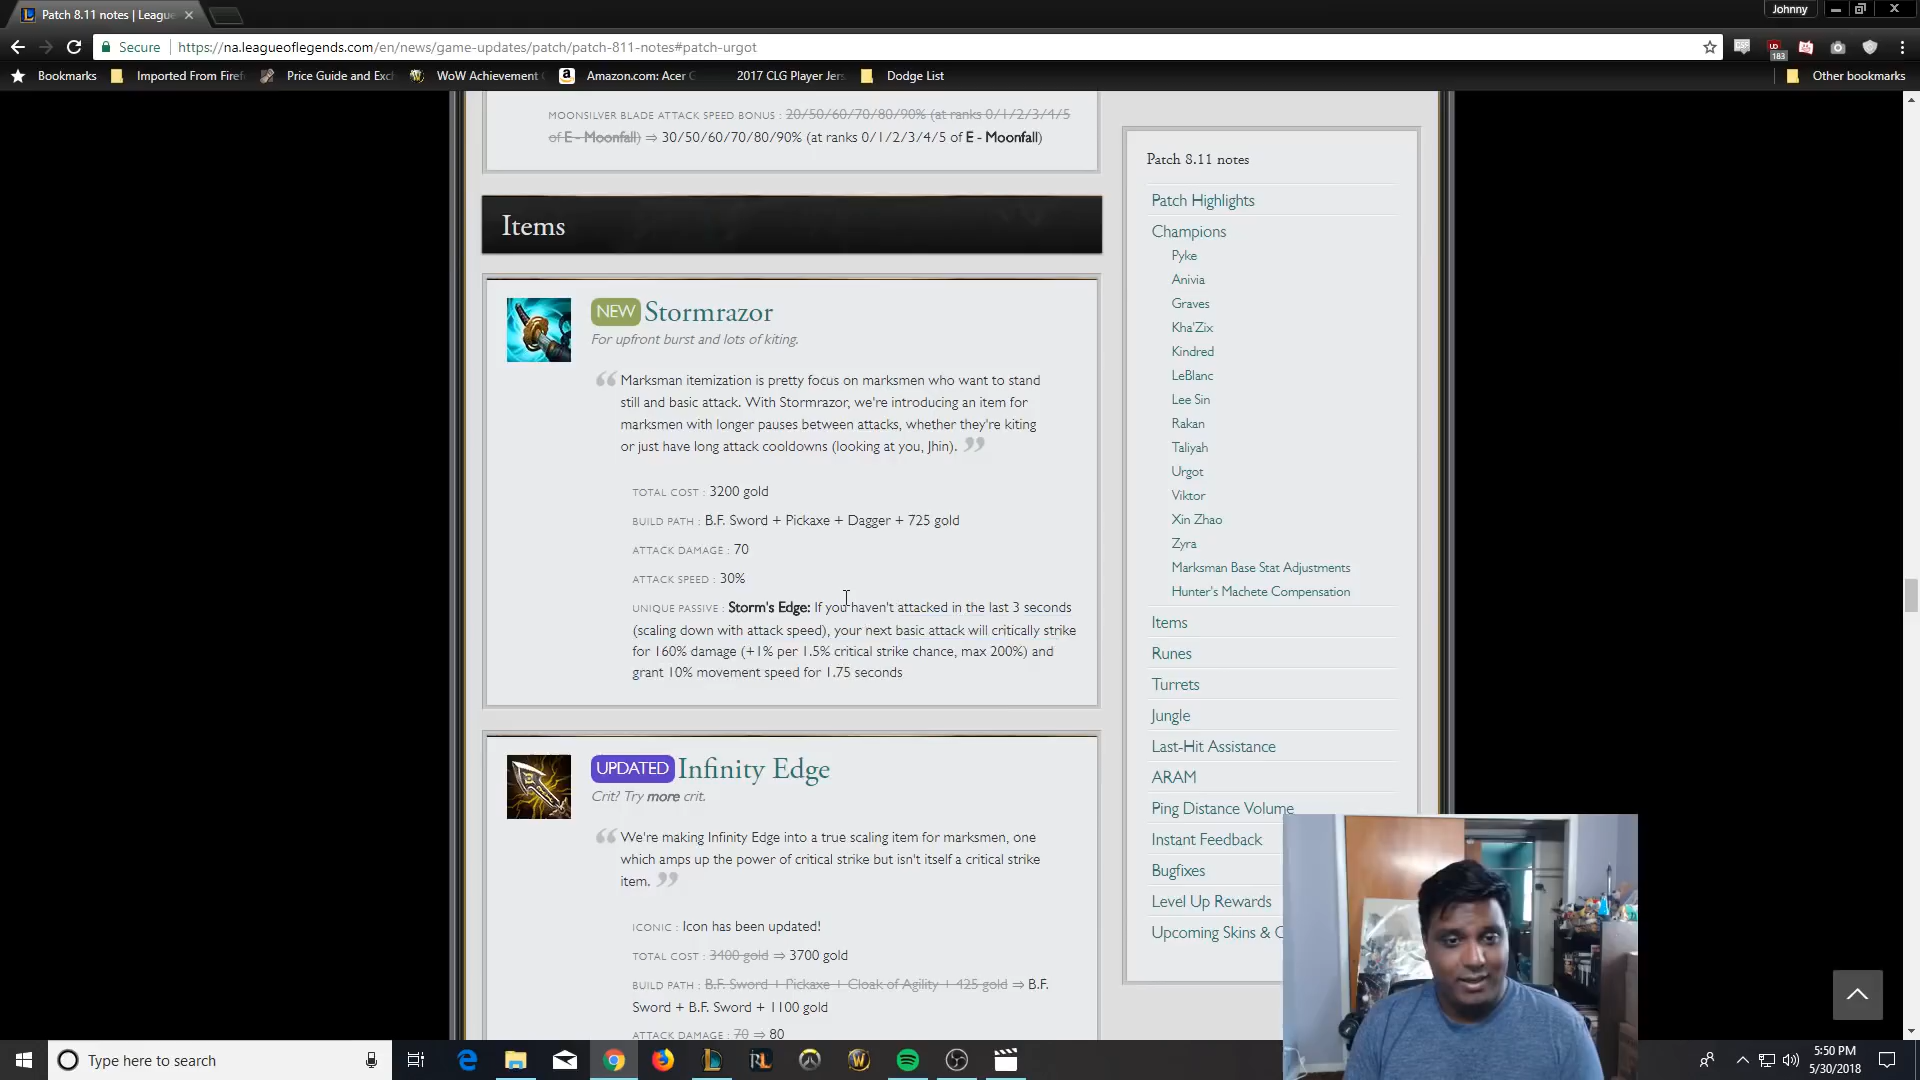 Patch 8.11 notes | League
Johnny
Secure
https://na.leagueoflegends.com/en/news/game-updates/patch/patch-811-notes#patch-urgot
183
Bookmarks
Imported From Firef
Price Guide and Exch
WoW Achievement
Amazon.com: Acer
2017 CLG Player Jers
Dodge List
Other bookmarks
MOONSILVER BLADE ATTACK SPEED BONUS : 20/50/60/70/80/90% (at ranks 0/1/2/3/4/5
of E - Moonfall) ⇒ 30/50/60/70/80/90% (at ranks 0/1/2/3/4/5 of E - Moonfall)
Items
NEW Stormrazor
For upfront burst and lots of kiting.
Marksman itemization is pretty focus on marksmen who want to stand
still and basic attack. With Stormrazor, we're introducing an item for
marksmen with longer pauses between attacks, whether they're kiting
or just have long attack cooldowns (looking at you, Jhin).
TOTAL COST : 3200 gold
BUILD PATH : B.F. Sword + Pickaxe + Dagger + 725 gold
ATTACK DAMAGE : 70
ATTACK SPEED : 30%
UNIQUE PASSIVE : Storm's Edge: If you haven't attacked in the last 3 seconds
(scaling down with attack speed), your next basic attack will critically strike
for 160% damage (+1% per 1.5% critical strike chance, max 200%) and
grant 10% movement speed for 1.75 seconds
UPDATED Infinity Edge
Crit? Try more crit.
We're making Infinity Edge into a true scaling item for marksmen, one
which amps up the power of critical strike but isn't itself a critical strike
item.
ICONIC : Icon has been updated!
TOTAL COST : 3400 gold ⇒ 3700 gold
BUILD PATH : B.F. Sword + Pickaxe + Cloak of Agility + 425 gold ⇒ B.F.
Sword + B.F. Sword + 1100 gold
ATTACK DAMAGE : 70 ⇒ 80
Patch 8.11 notes
Patch Highlights
Champions
Pyke
Anivia
Graves
Kha'Zix
Kindred
LeBlanc
Lee Sin
Rakan
Taliyah
Urgot
Viktor
Xin Zhao
Zyra
Marksman Base Stat Adjustments
Hunter's Machete Compensation
Items
Runes
Turrets
Jungle
Last-Hit Assistance
ARAM
Ping Distance Volume
Instant Feedback
Bugfixes
Level Up Rewards
Upcoming Skins & C
Type here to search
5:50 PM
5/30/2018